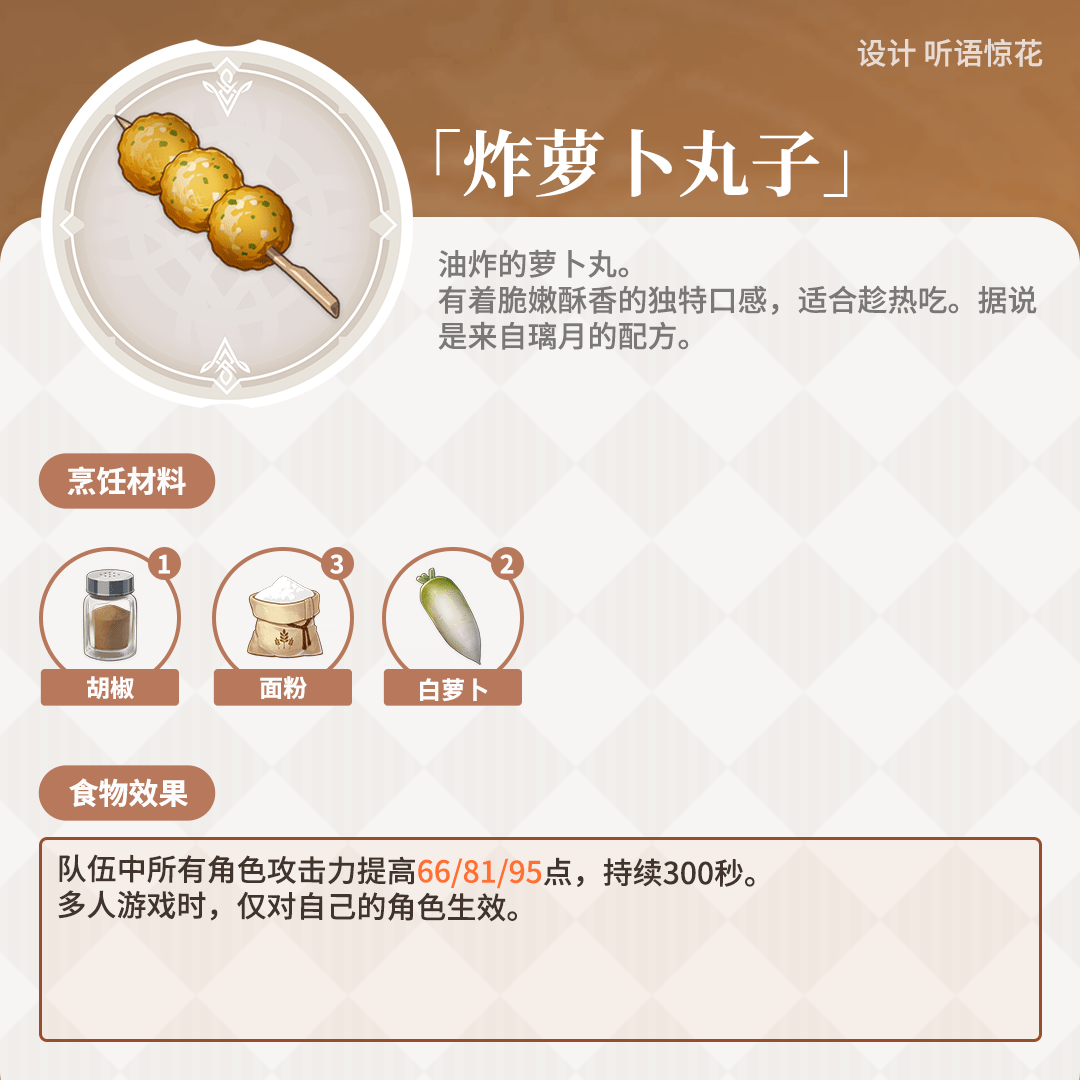 设计 听语惊花
「炸萝卜丸子」
油炸的萝卜丸。
有着脆嫩酥香的独特口感，适合趁热吃。据说
是来自璃月的配方。
烹饪材料
1
3
2
胡椒
面粉
白萝卜
食物效果
队伍中所有角色攻击力提高66/81/95点，持续300秒。
多人游戏时，仅对自己的角色生效。